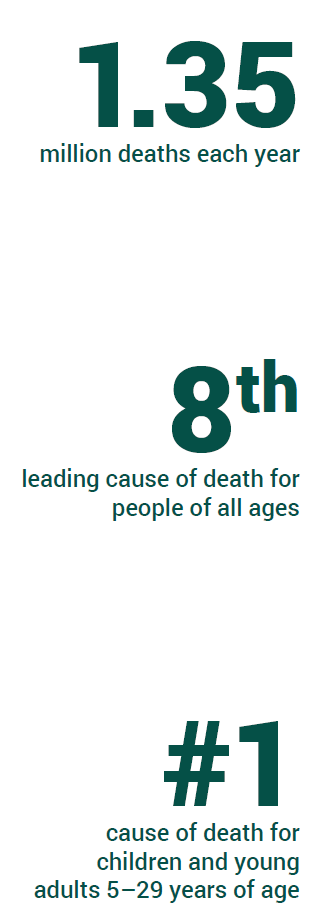 1.35
million deaths each year
8th
leading cause of death for
people of all ages
#1
cause of death for
children and young
adults 5–29 years of age